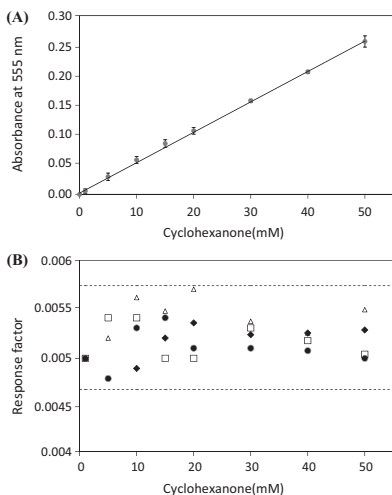 (A)
0.30
0.25
0.20
0.15
0.10
0.05
0.00
Absorbance at 555 nm
0 10 20 30 40 50
Cyclohexanone(mM)
(B)
0.006
0.0055
0.005
0.0045
0.004
Response factor
0 10 20 30 40 50
Cyclohexanone(mM)